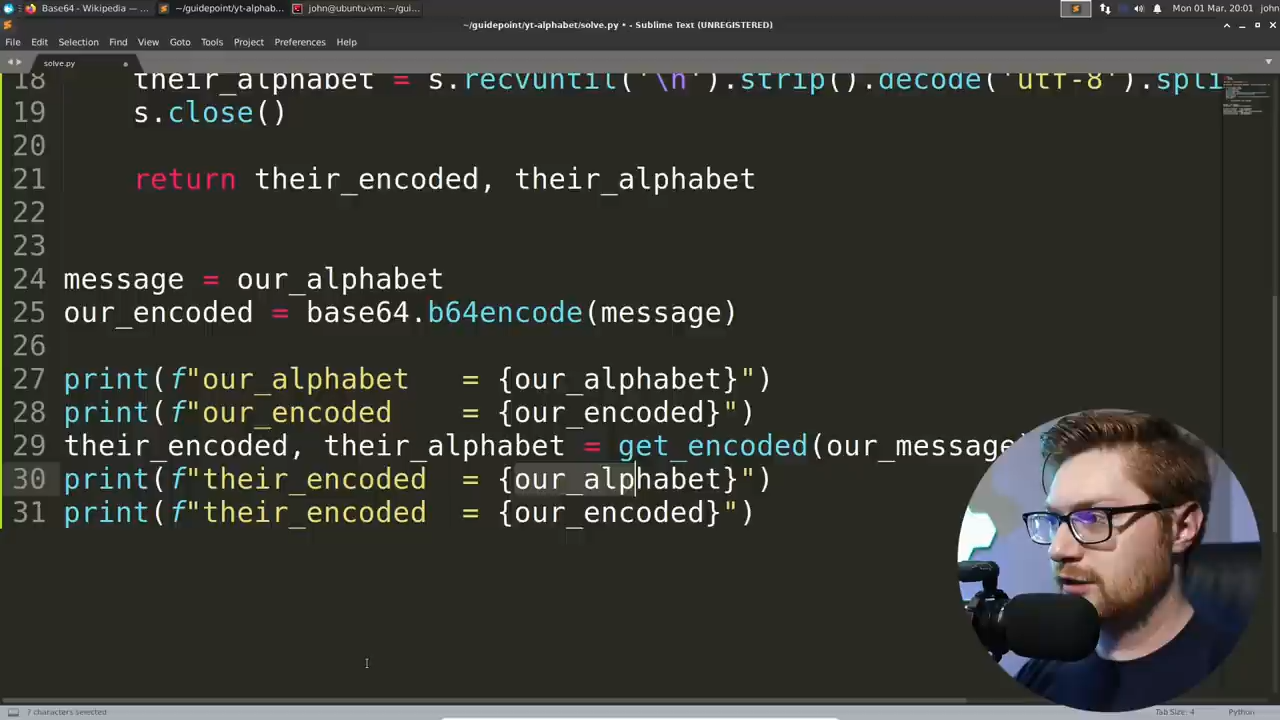 Base64 - Wikipedia — ...
~/guidepoint/yt-alphab...
john@ubuntu-vm: ~/gui...
Mon 01 Mar, 20:01 john
~/guidepoint/yt-alphabet/solve.py • - Sublime Text (UNREGISTERED)
File Edit Selection Find View Goto Tools Project Preferences Help
solve.py
18 their_alphabet = s.recvuntil('\n').strip().decode('utf-8').spli
19 s.close()
20
21 return their_encoded, their_alphabet
22
23
24 message = our_alphabet
25 our_encoded = base64.b64encode(message)
26
27 print(f"our_alphabet   = {our_alphabet}")
28 print(f"our_encoded    = {our_encoded}")
29 their_encoded, their_alphabet = get_encoded(our_message)
30 print(f"their_encoded  = {our_alphabet}")
31 print(f"their_encoded  = {our_encoded}")
7 characters selected
Tab Size: 4
Python